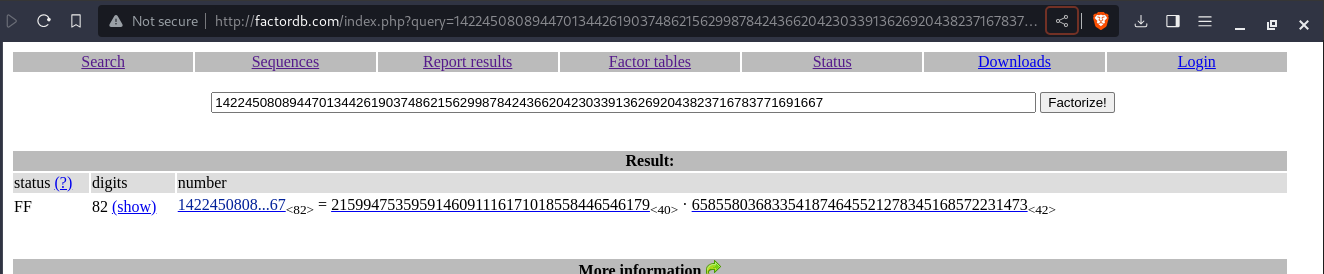 Not secure http://factordb.com/index.php?query=14224508089447013442619037486215629987842436620423033913626920438237167837…
Search Sequences Report results Factor tables Status Downloads Login
1422450808944701344261903748621562998784243662042303391362692043823716783771691667 Factorize!
Result:
status (?) digits number
FF 82 (show) 1422450808...67<82> = 2159947535959146091116171018558446546179<40> · 658558036833541874645521278345168572231473<42>
More information